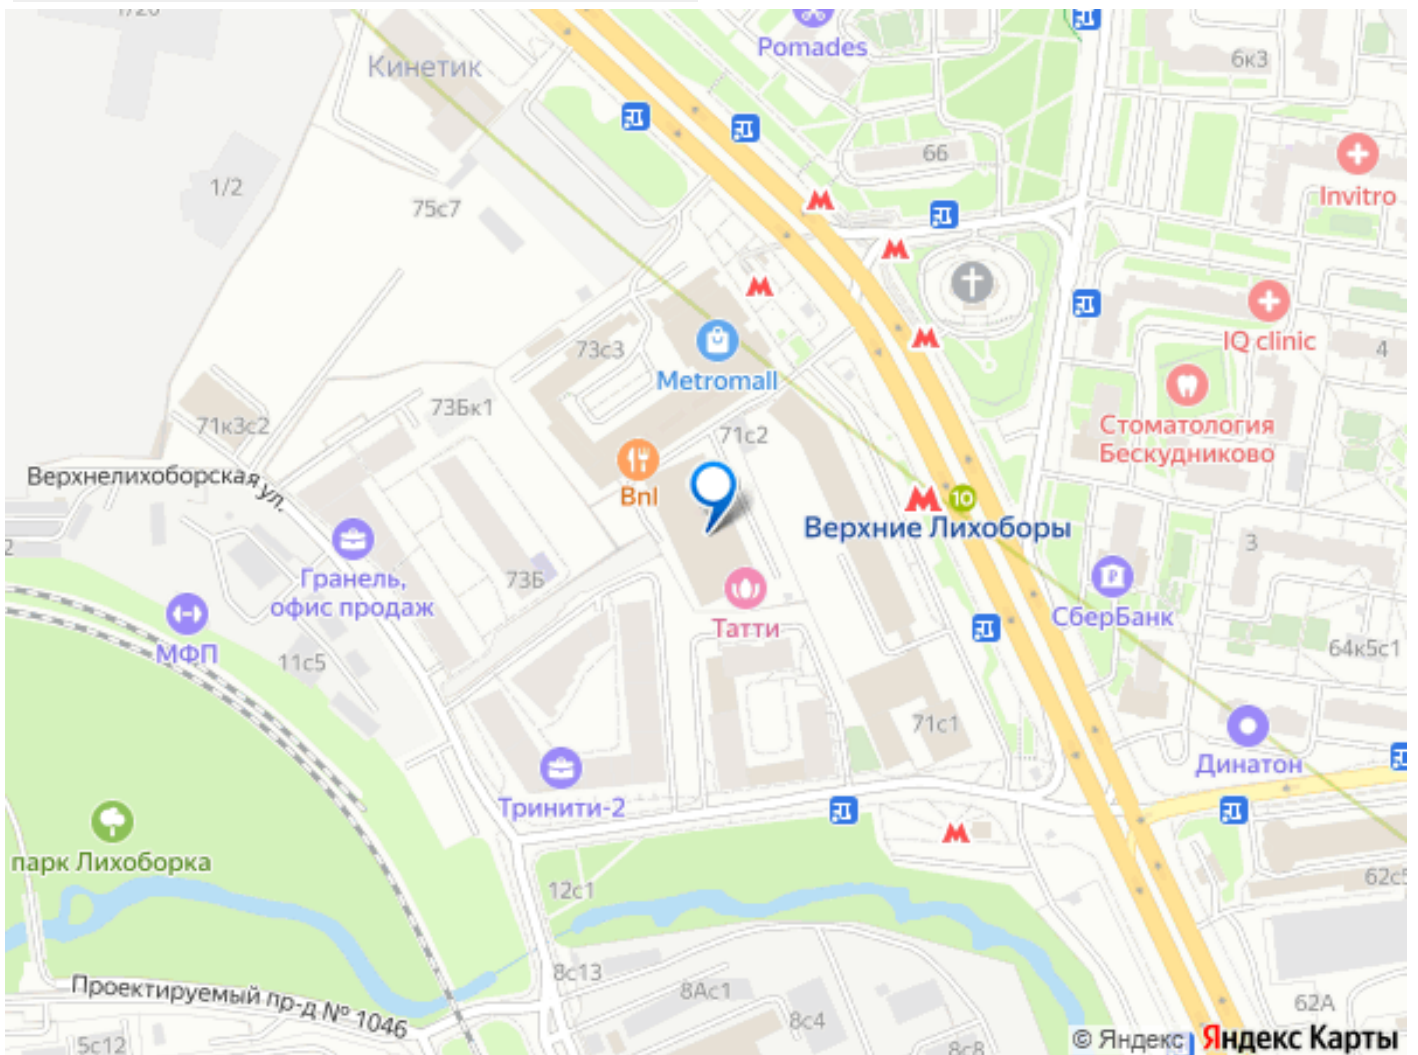 Pomades
6к3
Кинетик
66
Invitro
1/2
75с7
IQ clinic
4
73с3
Metromall
73Бк1
71к3с2
71с2
Стоматология
Бескудниково
Верхнелихоборская ул.
Bnl
10
Верхние Лихоборы
3
Гранель,
офис продаж
73Б
Татти
СберБанк
МФП
11с5
64к5с1
71с1
Динатон
Тринити-2
парк Лихоборка
12с1
62с5
8с13
Проектируемый пр-д № 1046
8Ас1
8с4
62А
5с12
8с8
© Яндекс
Яндекс Карты